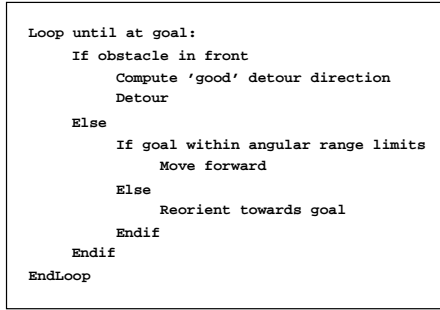 Loop until at goal:
If obstacle in front
Compute ’good’ detour direction
Detour
Else
If goal within angular range limits
Move forward
Else
Reorient towards goal
Endif
Endif
EndLoop